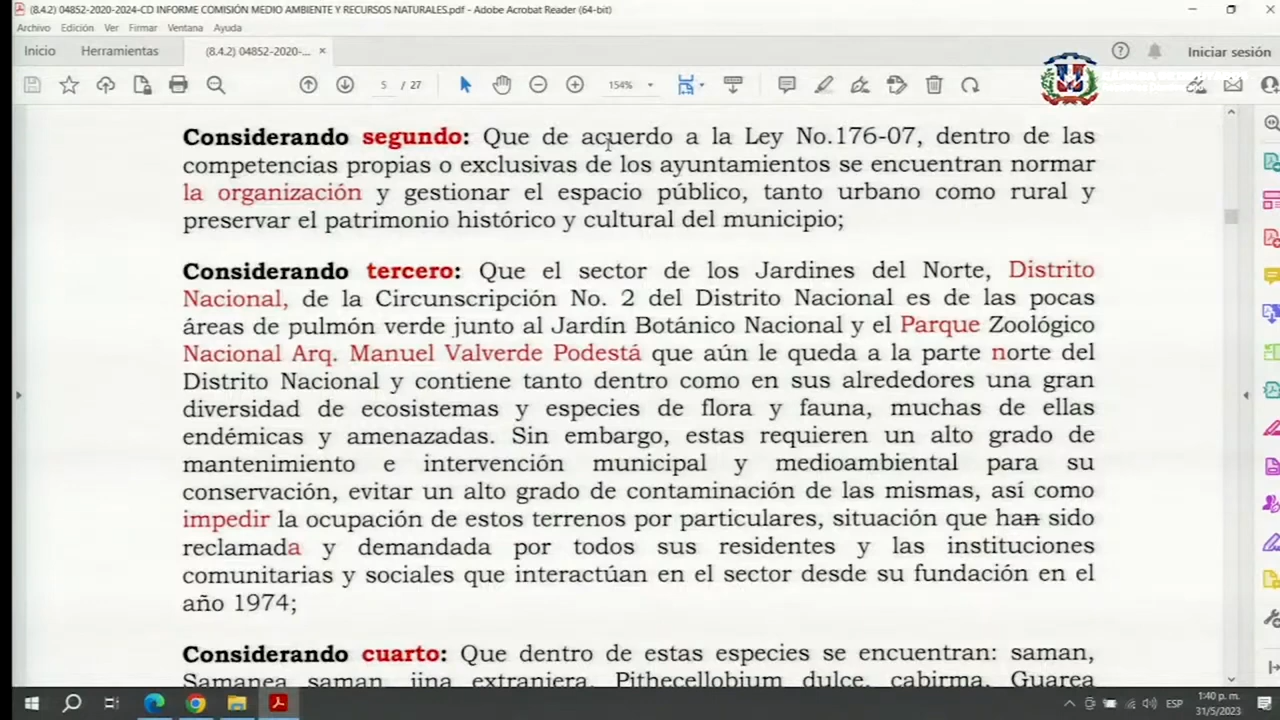 (8.4.2) 04852-2020-2024-CD INFORME COMISIÓN MEDIO AMBIENTE Y RECURSOS NATURALES.pdf - Adobe Acrobat Reader (64-bit)
Archivo Edición Ver Firmar Ventana Ayuda
Inicio Herramientas (8.4.2) 04852-2020-... × Iniciar sesión
5 / 27 154%
Considerando segundo: Que de acuerdo a la Ley No.176-07, dentro de las
competencias propias o exclusivas de los ayuntamientos se encuentran normar
la organización y gestionar el espacio público, tanto urbano como rural y
preservar el patrimonio histórico y cultural del municipio;
Considerando tercero: Que el sector de los Jardines del Norte, Distrito
Nacional, de la Circunscripción No. 2 del Distrito Nacional es de las pocas
áreas de pulmón verde junto al Jardín Botánico Nacional y el Parque Zoológico
Nacional Arq. Manuel Valverde Podestá que aún le queda a la parte norte del
Distrito Nacional y contiene tanto dentro como en sus alrededores una gran
diversidad de ecosistemas y especies de flora y fauna, muchas de ellas
endémicas y amenazadas. Sin embargo, estas requieren un alto grado de
mantenimiento e intervención municipal y medioambiental para su
conservación, evitar un alto grado de contaminación de las mismas, así como
impedir la ocupación de estos terrenos por particulares, situación que han sido
reclamada y demandada por todos sus residentes y las instituciones
comunitarias y sociales que interactúan en el sector desde su fundación en el
año 1974;
Considerando cuarto: Que dentro de estas especies se encuentran: saman,
Samanea saman, jina extranjera, Pithecellobium dulce, cabirma, Guarea
ESP 1:40 p. m.
31/5/2023